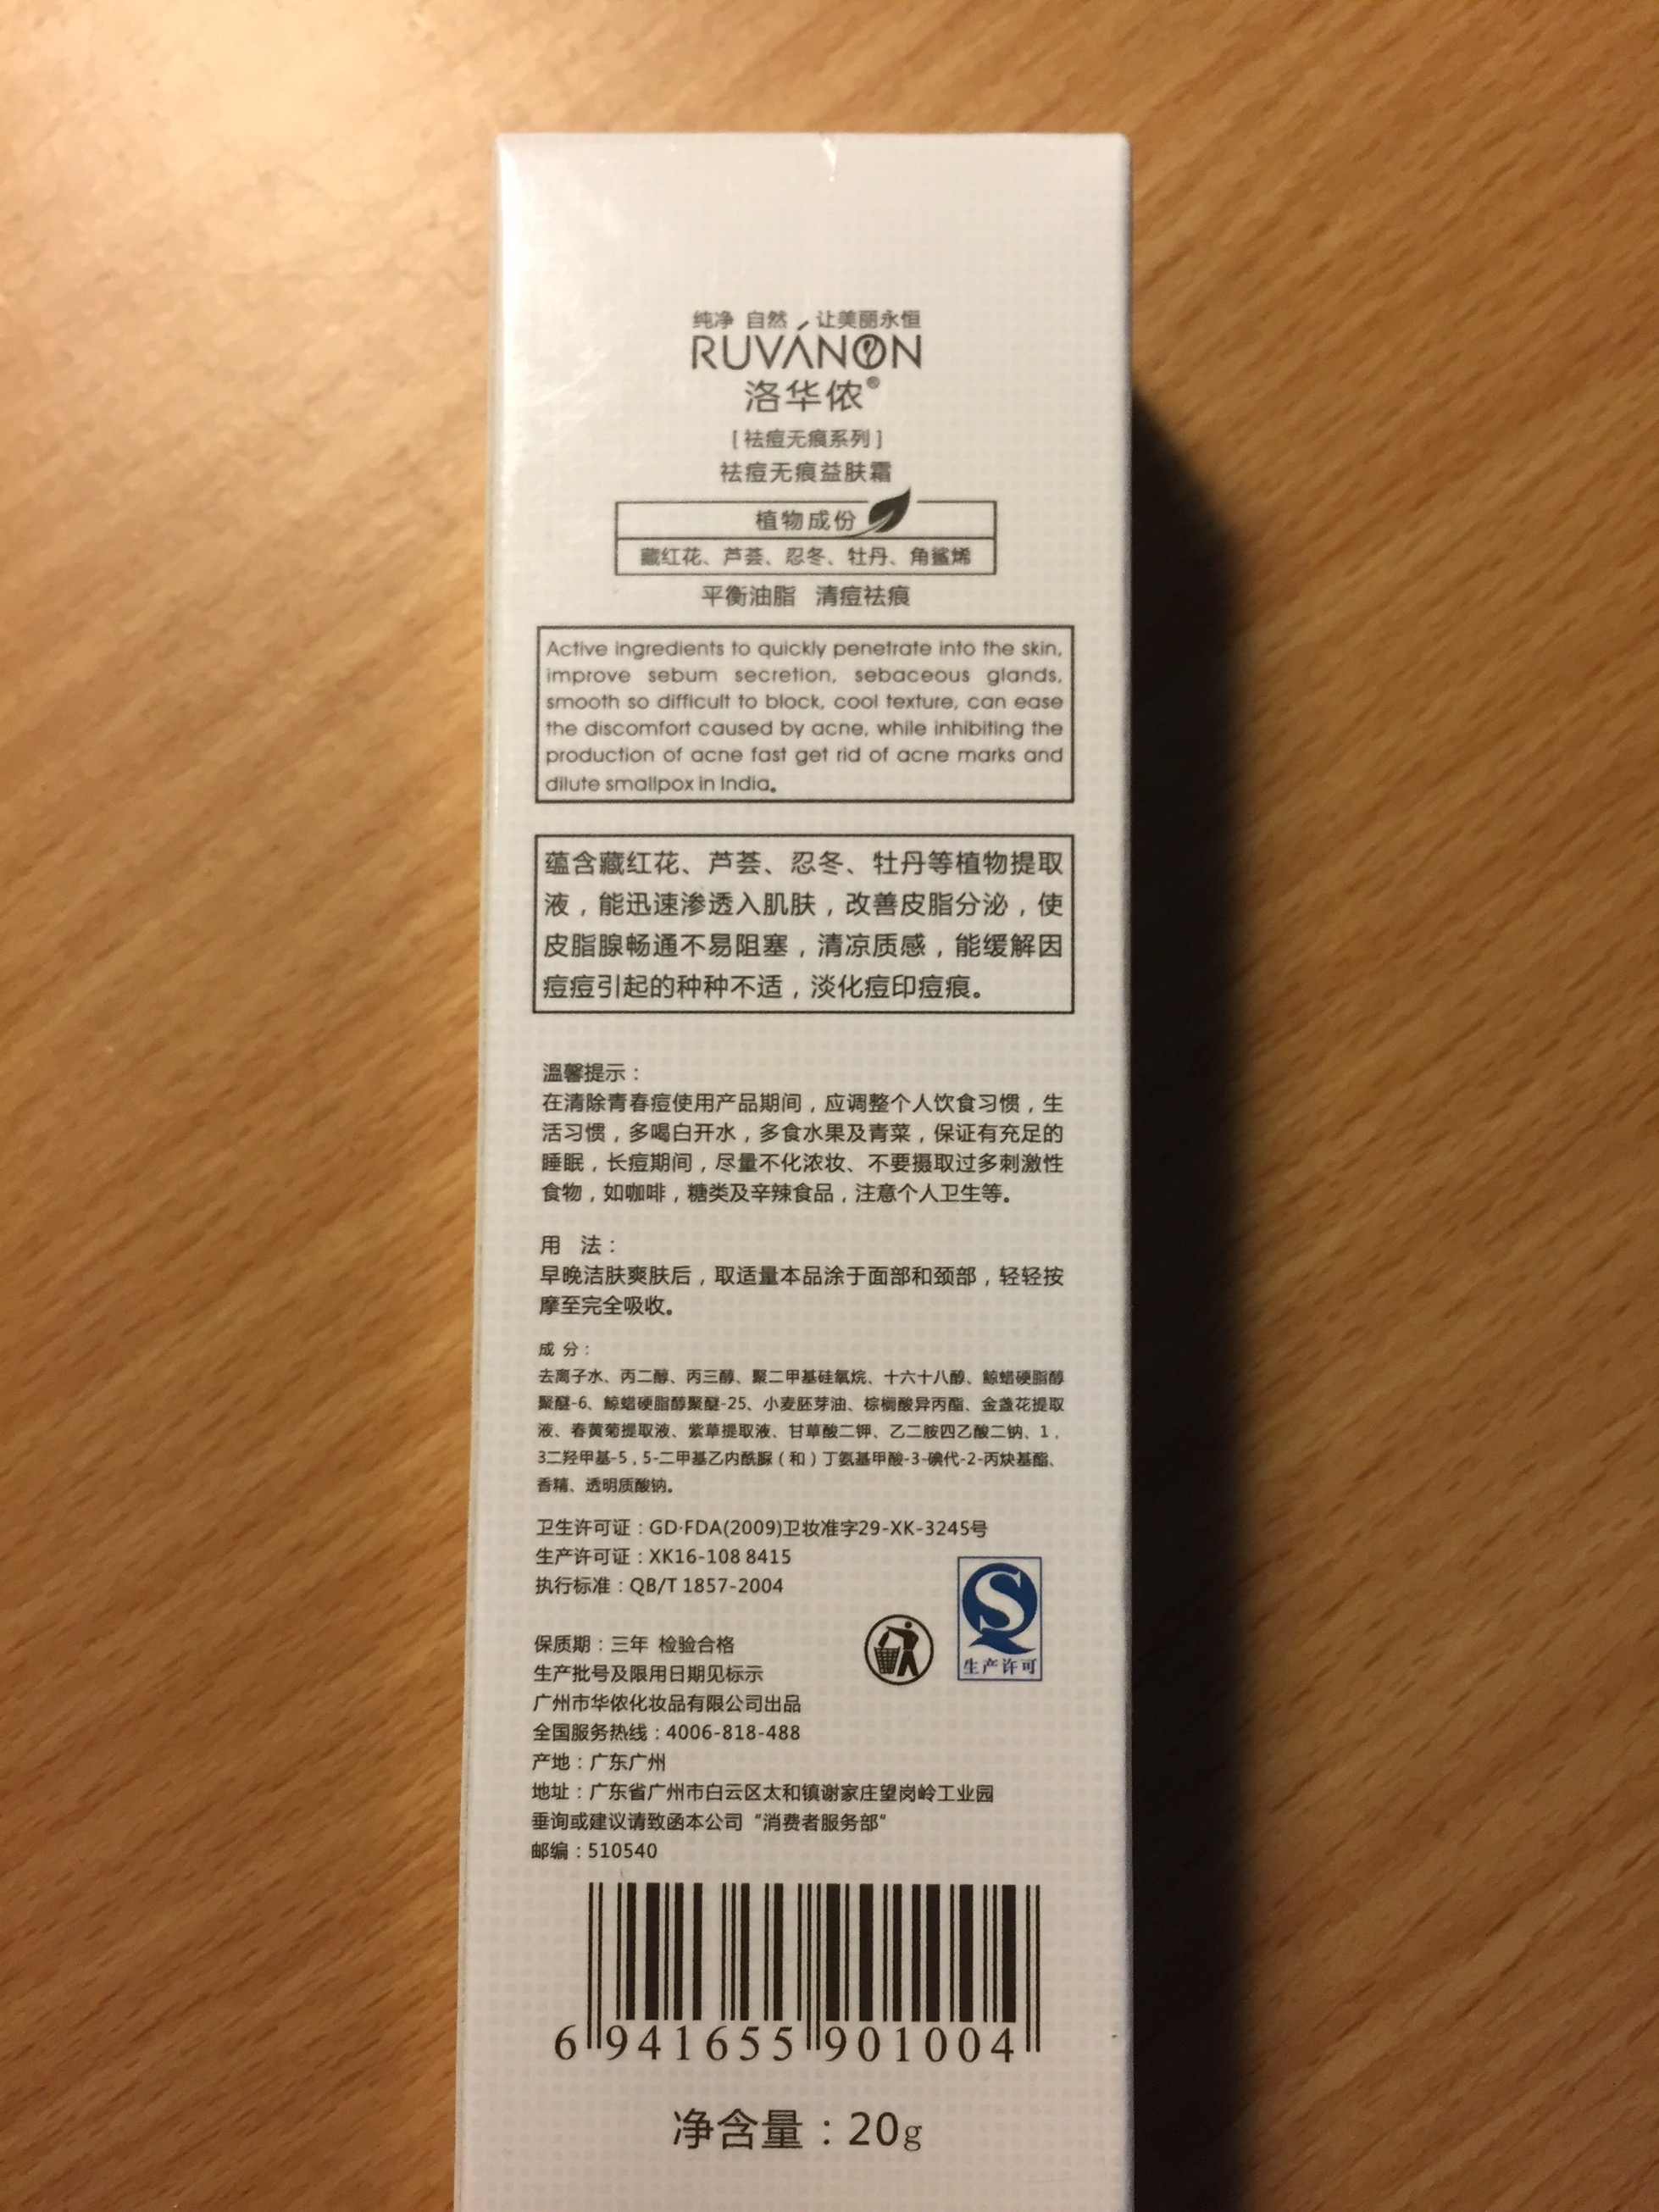 纯净 自然 让美丽永恒
RUVÁNON
洛华侬®
[祛痘无痕系列]
祛痘无痕益肤霜
植物成份
藏红花、芦荟、忍冬、牡丹、角鲨烯
平衡油脂 清痘祛痕
Active ingredients to quickly penetrate into the skin,
improve sebum secretion, sebaceous glands,
smooth so difficult to block, cool texture, can ease
the discomfort caused by acne, while inhibiting the
production of acne fast get rid of acne marks and
dilute smallpox in India。
蕴含藏红花、芦荟、忍冬、牡丹等植物提取
液，能迅速渗透入肌肤，改善皮脂分泌，使
皮脂腺畅通不易阻塞，清凉质感，能缓解因
痘痘引起的种种不适，淡化痘印痘痕。
溫馨提示：
在清除青春痘使用产品期间，应调整个人饮食习惯，生
活习惯，多喝白开水，多食水果及青菜，保证有充足的
睡眠，长痘期间，尽量不化浓妆、不要摄取过多刺激性
食物，如咖啡，糖类及辛辣食品，注意个人卫生等。
用 法：
早晚洁肤爽肤后，取适量本品涂于面部和颈部，轻轻按
摩至完全吸收。
成 分：
去离子水、丙二醇、丙三醇、聚二甲基硅氧烷、十六十八醇、鲸蜡硬脂醇
聚醚-6、鲸蜡硬脂醇聚醚-25、小麦胚芽油、棕榈酸异丙酯、金盏花提取
液、春黄菊提取液、紫草提取液、甘草酸二钾、乙二胺四乙酸二钠、1，
3二羟甲基-5，5-二甲基乙内酰脲（和）丁氨基甲酸-3-碘代-2-丙炔基酯、
香精、透明质酸钠。
卫生许可证：GD·FDA(2009)卫妆准字29-XK-3245号
生产许可证：XK16-108 8415
执行标准：QB/T 1857-2004
保质期：三年 检验合格
生产批号及限用日期见标示
广州市华侬化妆品有限公司出品
全国服务热线：4006-818-488
产地：广东广州
地址：广东省广州市白云区太和镇谢家庄望岗岭工业园
垂询或建议请致函本公司“消费者服务部”
邮编：510540
生产许可
6 941655 901004
净含量：20g